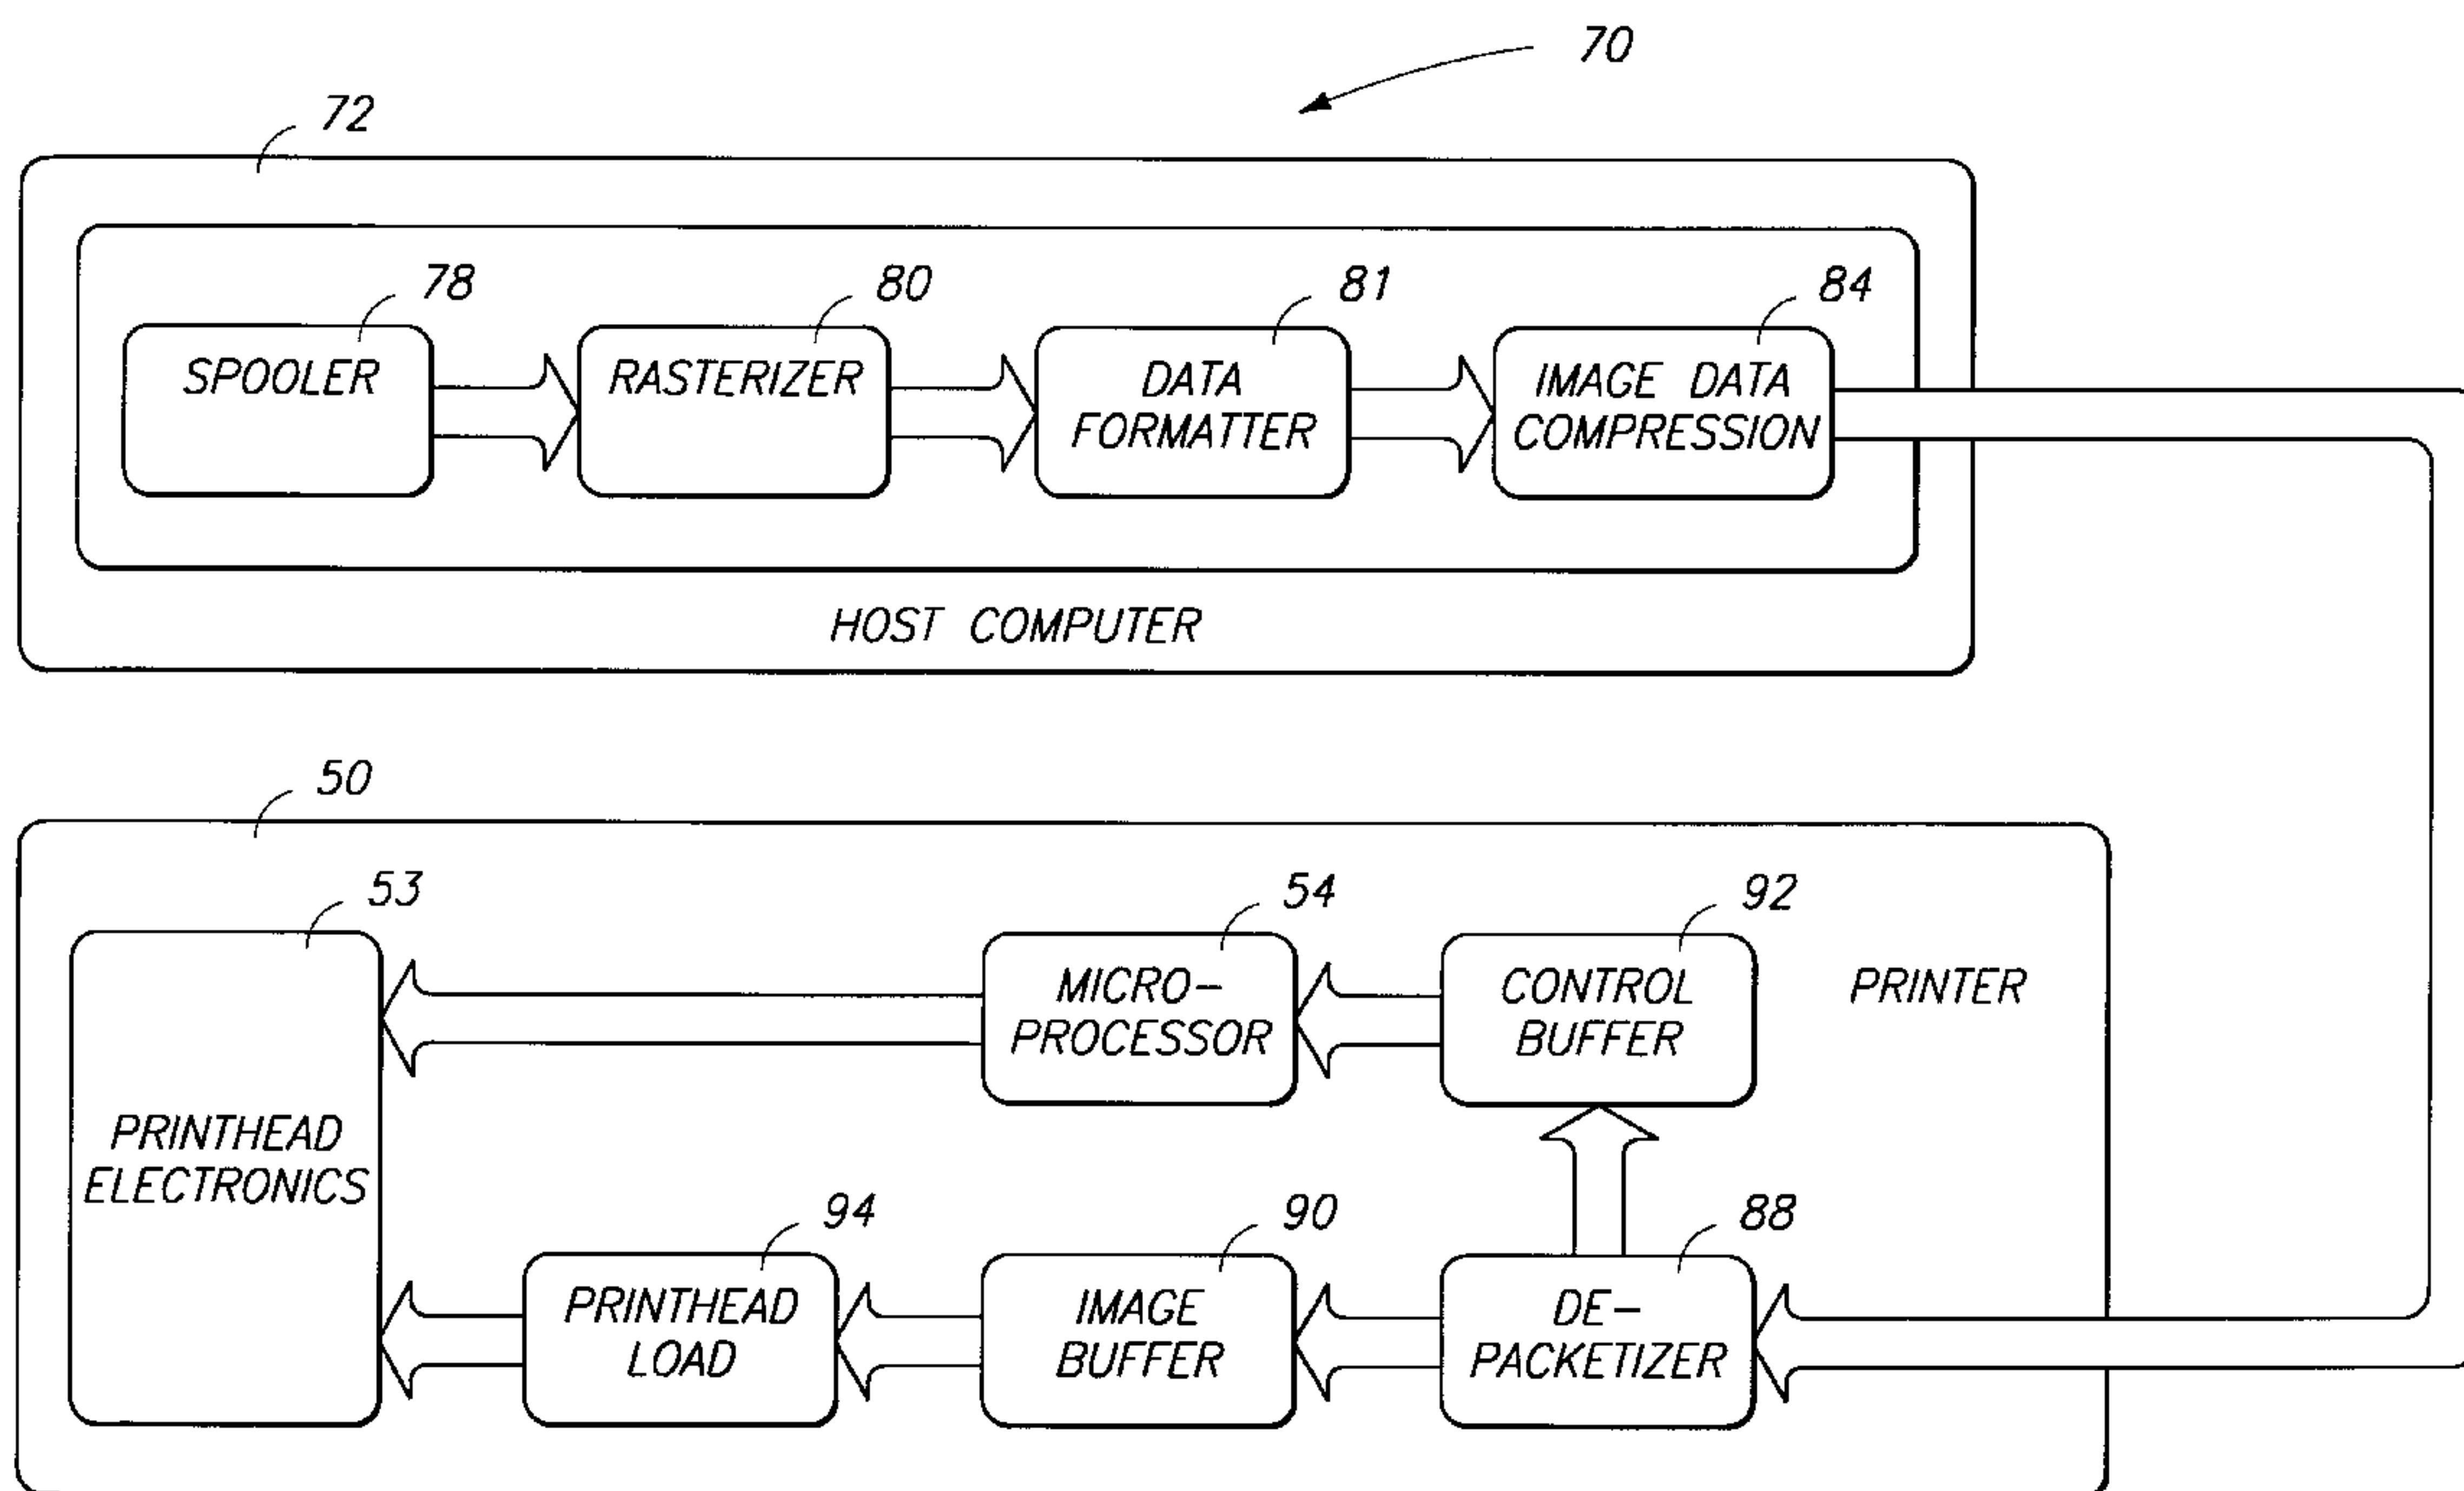 70
72
78
80
81
84
SPOOLER
RASTERIZER
DATA
FORMATTER
IMAGE DATA
COMPRESSION
HOST COMPUTER
50
53
54
92
MICRO-
PROCESSOR
CONTROL
BUFFER
PRINTER
PRINTHEAD
ELECTRONICS
94
90
88
PRINTHEAD
LOAD
IMAGE
BUFFER
DE-
PACKETIZER